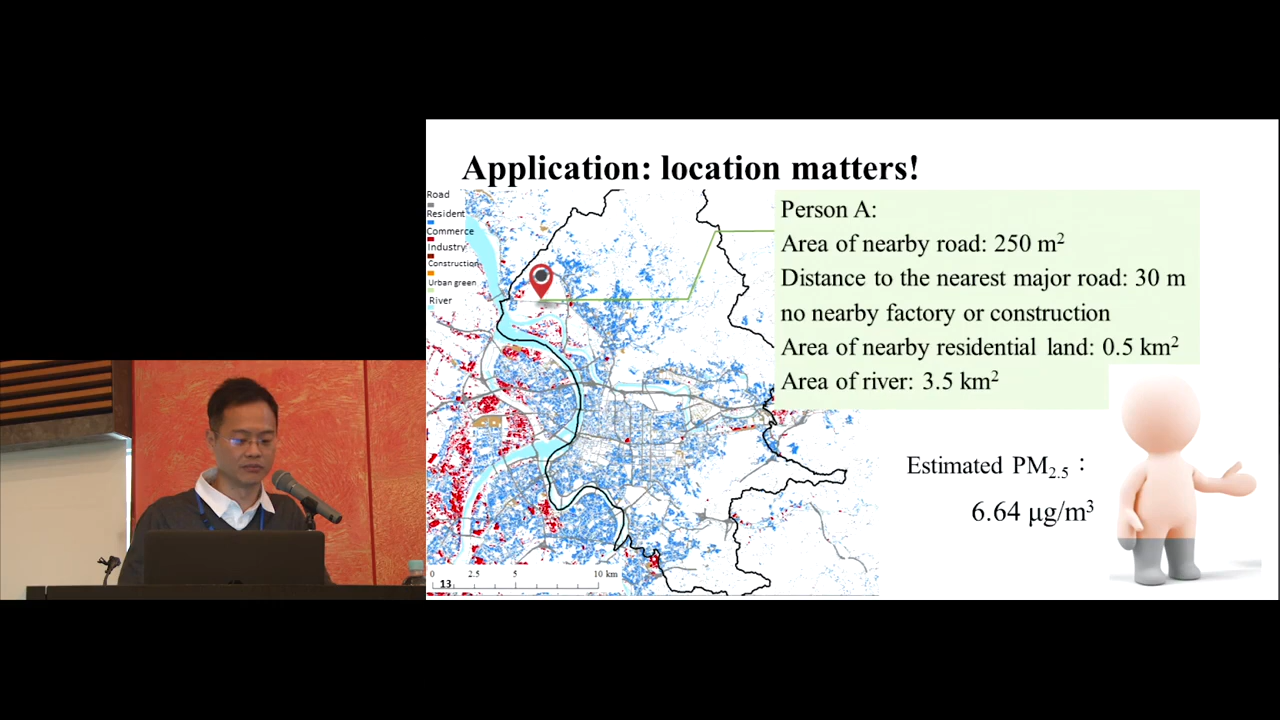 Application: location matters!
Road
Resident
Commerce
Industry
Construction
Urban green
River
Person A:
Area of nearby road: 250 m²
Distance to the nearest major road: 30 m
no nearby factory or construction
Area of nearby residential land: 0.5 km²
Area of river: 3.5 km²
Estimated PM₂.₅：
6.64 μg/m³
0 2.5 5 10 km
13